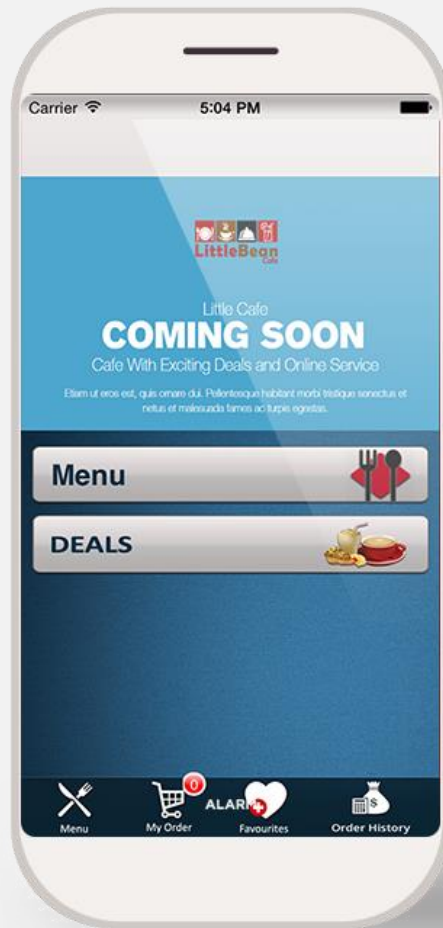 Carrier 5:04 PM
LittleBean
Cafe
Little Cafe
COMING SOON
Cafe With Exciting Deals and Online Service
Etiam ut eros est, quis ornare dui. Pellentesque habitant morbi tristique senectus et
netus et malesuada fames ac turpis egestas.
Menu
DEALS
0
ALARM
Menu My Order Favourites Order History